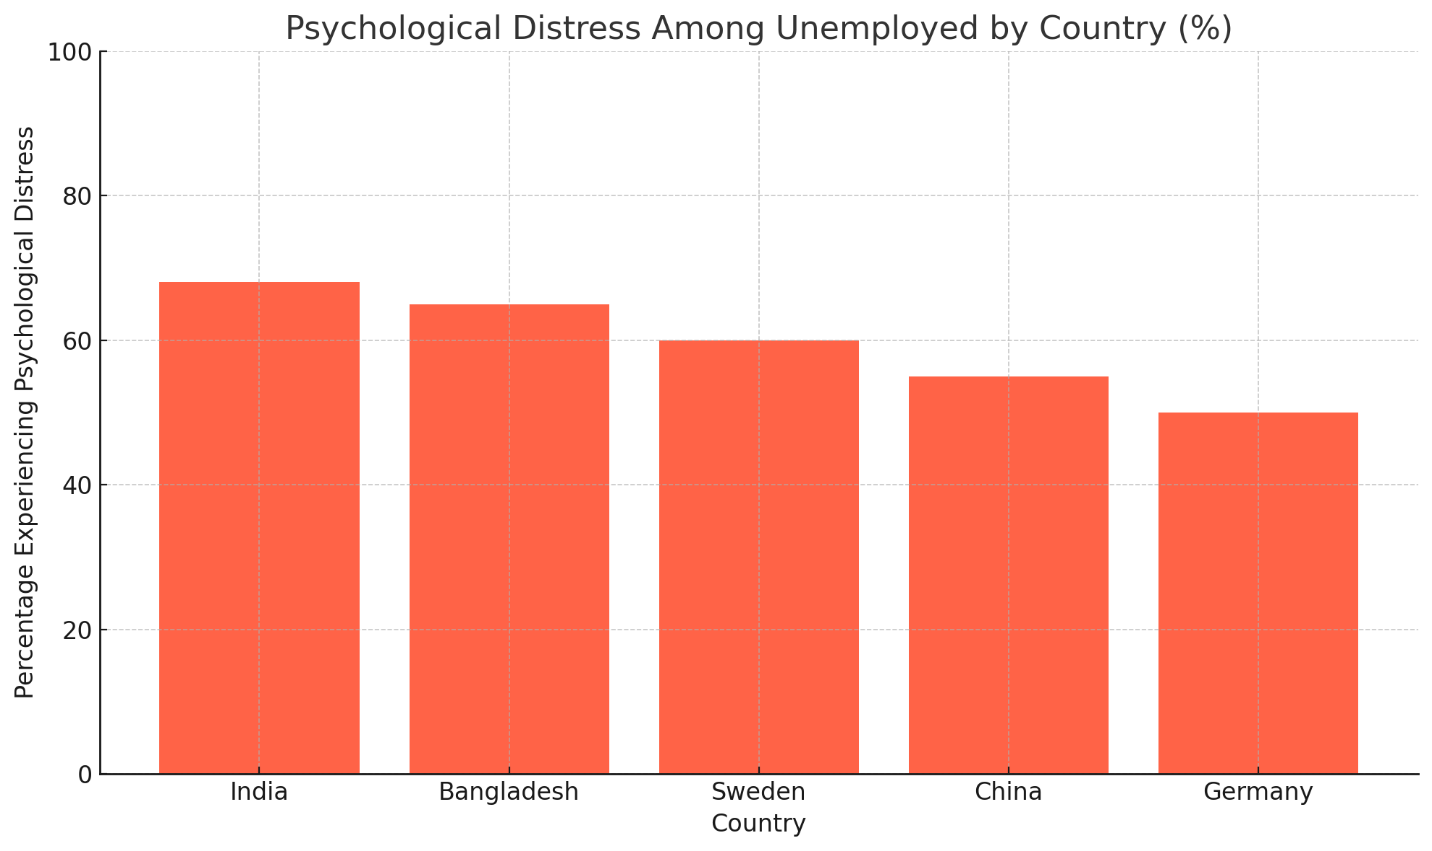 Psychological Distress Among Unemployed by Country (%)
Percentage Experiencing Psychological Distress
100
80
60
40
20
0
India Bangladesh Sweden China Germany
Country